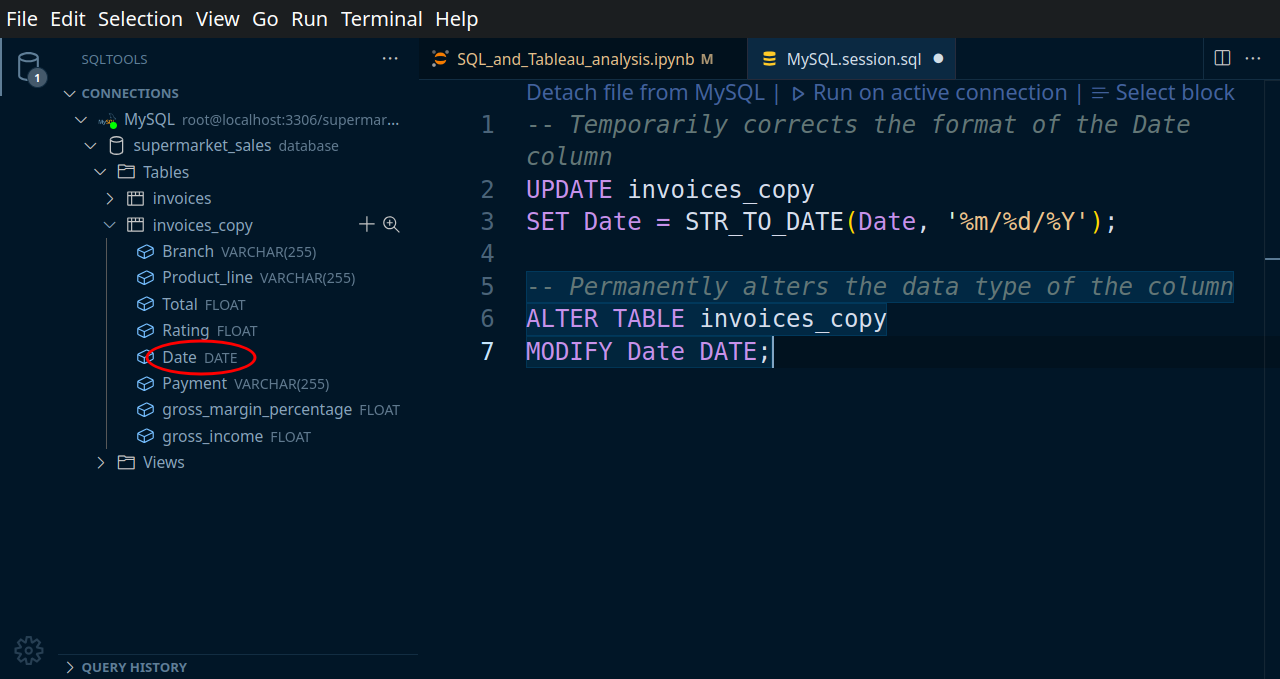 File Edit Selection View Go Run Terminal Help
SQLTOOLS ···
1
CONNECTIONS
MySQL root@localhost:3306/supermar...
supermarket_sales database
Tables
invoices
invoices_copy
Branch VARCHAR(255)
Product_line VARCHAR(255)
Total FLOAT
Rating FLOAT
Date DATE
Payment VARCHAR(255)
gross_margin_percentage FLOAT
gross_income FLOAT
Views
QUERY HISTORY
SQL_and_Tableau_analysis.ipynb M
MySQL.session.sql
Detach file from MySQL | Run on active connection | Select block
1 -- Temporarily corrects the format of the Date
column
2 UPDATE invoices_copy
3 SET Date = STR_TO_DATE(Date, '%m/%d/%Y');
4
5 -- Permanently alters the data type of the column
6 ALTER TABLE invoices_copy
7 MODIFY Date DATE;